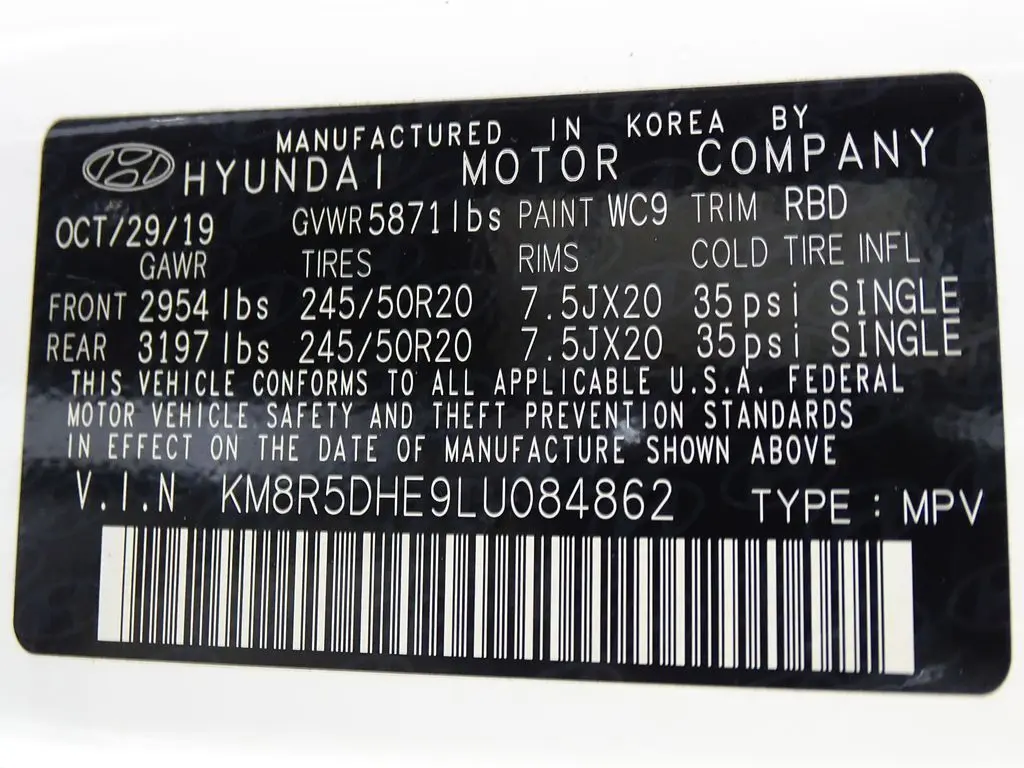 MANUFACTURED IN KOREA BY
HYUNDAI MOTOR COMPANY
OCT/29/19 GVWR 5871lbs PAINT WC9 TRIM RBD
GAWR TIRES RIMS COLD TIRE INFL
FRONT 2954 lbs 245/50R20 7.5JX20 35psi SINGLE
REAR 3197 lbs 245/50R20 7.5JX20 35psi SINGLE
THIS VEHICLE CONFORMS TO ALL APPLICABLE U.S.A. FEDERAL
MOTOR VEHICLE SAFETY AND THEFT PREVENTION STANDARDS
IN EFFECT ON THE DATE OF MANUFACTURE SHOWN ABOVE
V.I.N KM8R5DHE9LU084862 TYPE : MPV